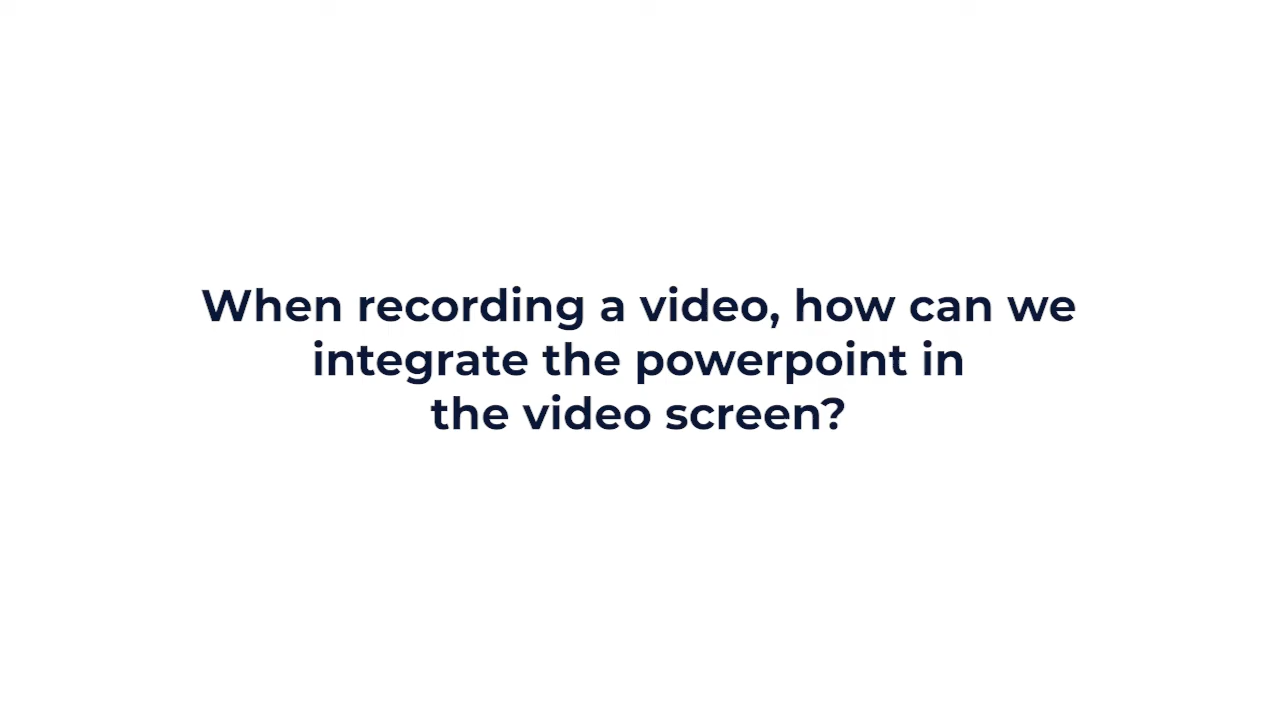 When recording a video, how can we
integrate the powerpoint in
the video screen?